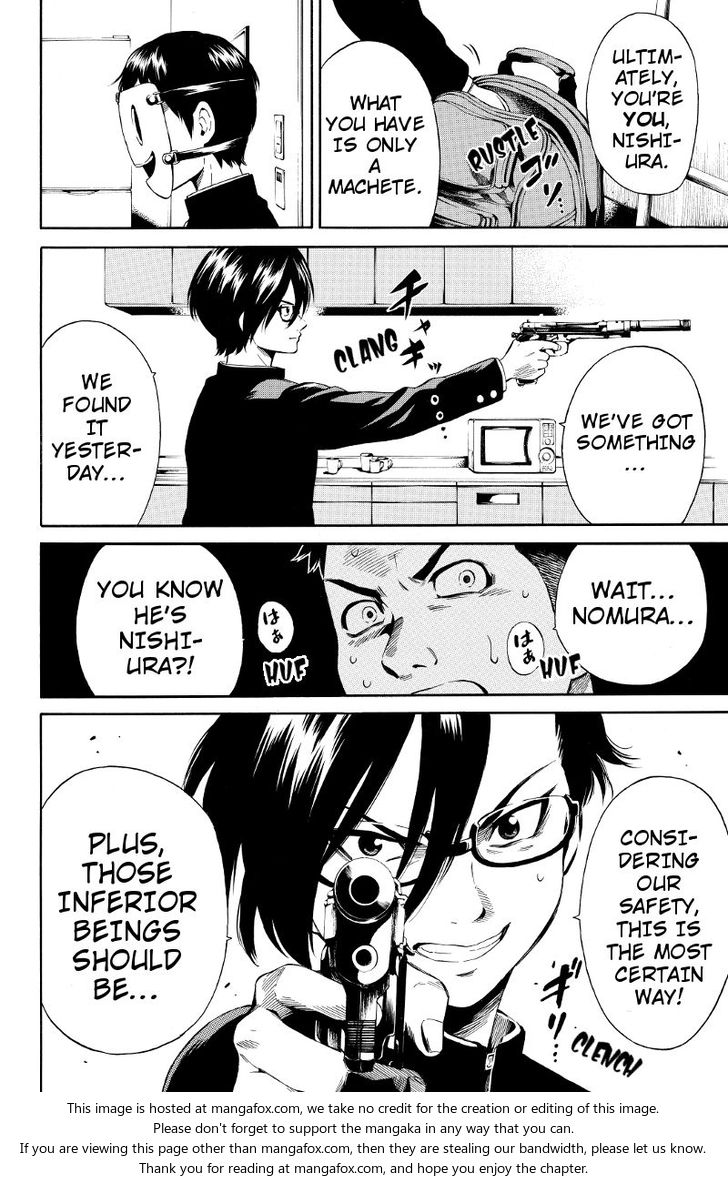 ULTIM-
ATELY,
YOU'RE
YOU,
NISHI-
URA.
RUSTLE
ゴソ…
WHAT
YOU HAVE
IS ONLY
A
MACHETE.
WE'VE GOT
SOMETHING
...
チャギッ
CLANG
WE
FOUND
IT
YESTER-
DAY...
WAIT...
NOMURA...
はぁ
HUF
YOU KNOW
HE'S
NISHI-
URA?!
はぁ
HUF
CONSI-
DERING
OUR
SAFETY,
THIS IS
THE MOST
CERTAIN
WAY!
ギリ…
CLENCH
PLUS,
THOSE
INFERIOR
BEINGS
SHOULD
BE...
This image is hosted at mangafox.com, we take no credit for the creation or editing of this image.
Please don't forget to support the mangaka in any way that you can.
If you are viewing this page other than mangafox.com, then they are stealing our bandwidth, please let us know.
Thank you for reading at mangafox.com, and hope you enjoy the chapter.